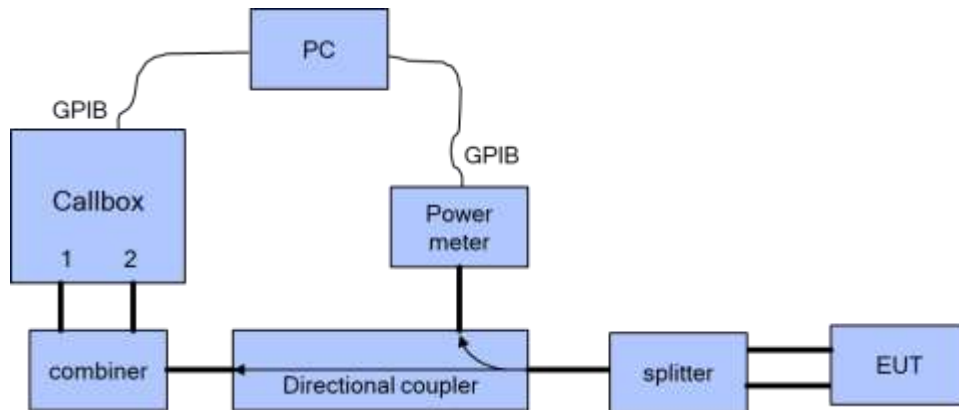 PC
GPIB
GPIB
Callbox
1 2
Power
meter
combiner
Directional coupler
splitter
EUT